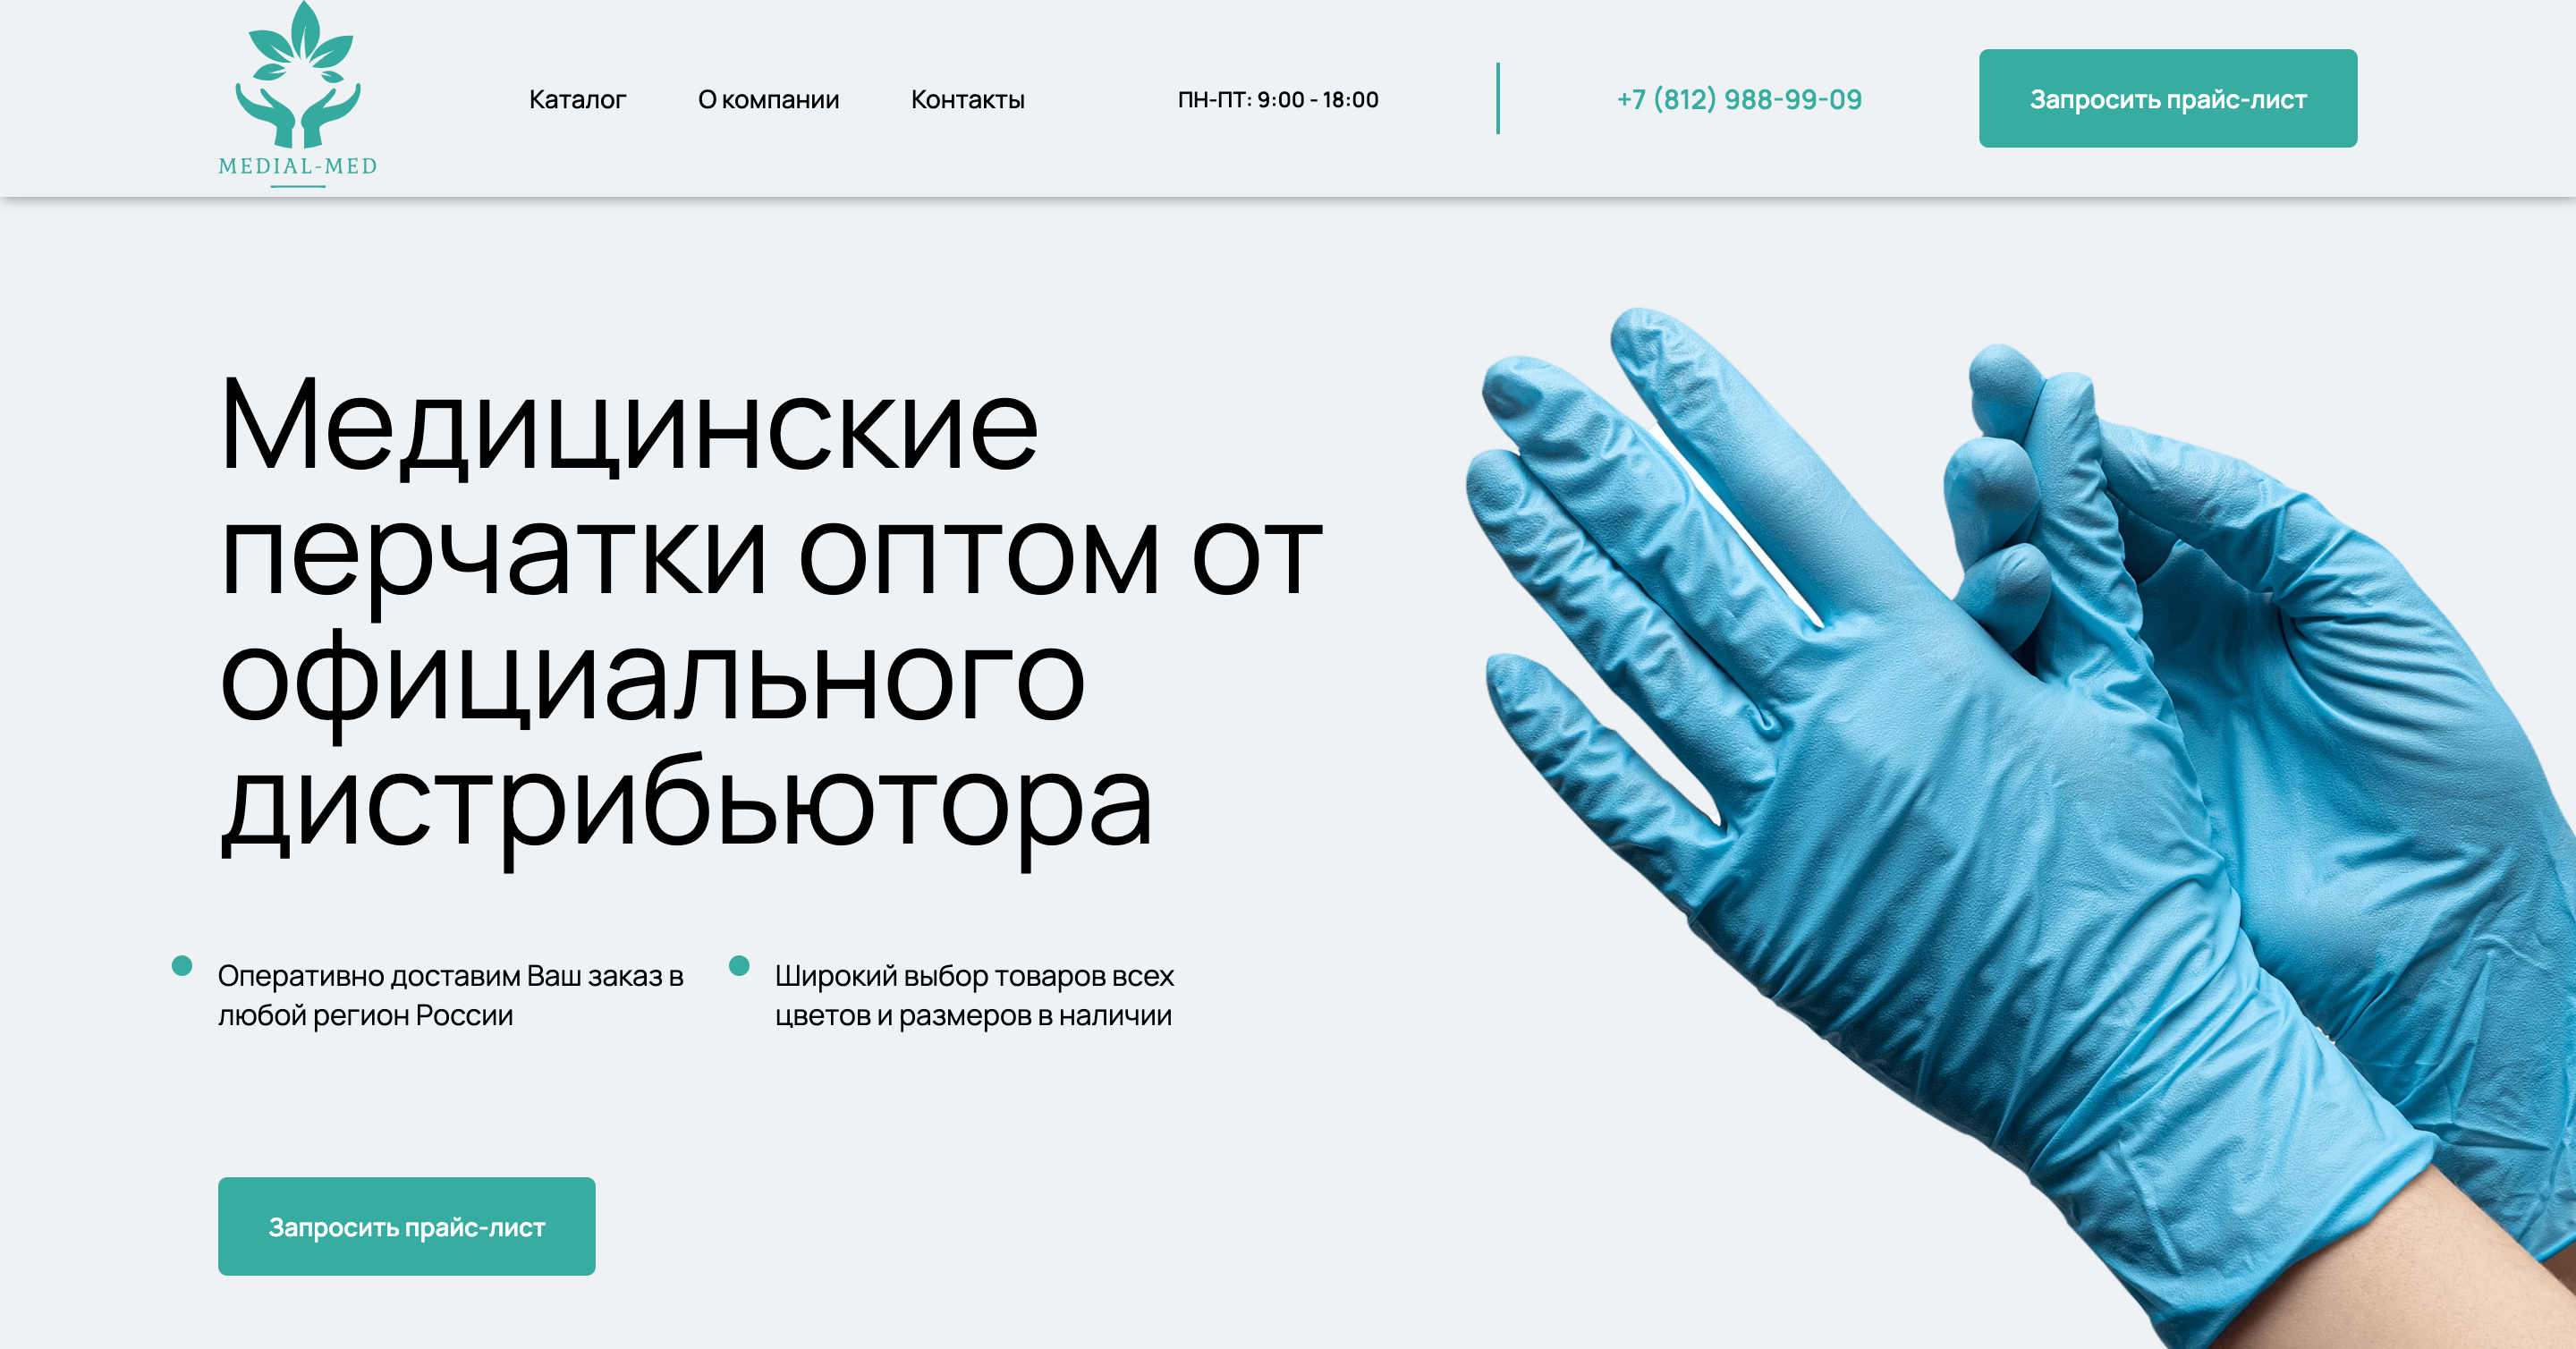 MEDIAL-MED
Каталог
О компании
Контакты
ПН-ПТ: 9:00 - 18:00
+7 (812) 988-99-09
Запросить прайс-лист
Медицинские
перчатки оптом от
официального
дистрибьютора
Оперативно доставим Ваш заказ в
любой регион России
Широкий выбор товаров всех
цветов и размеров в наличии
Запросить прайс-лист